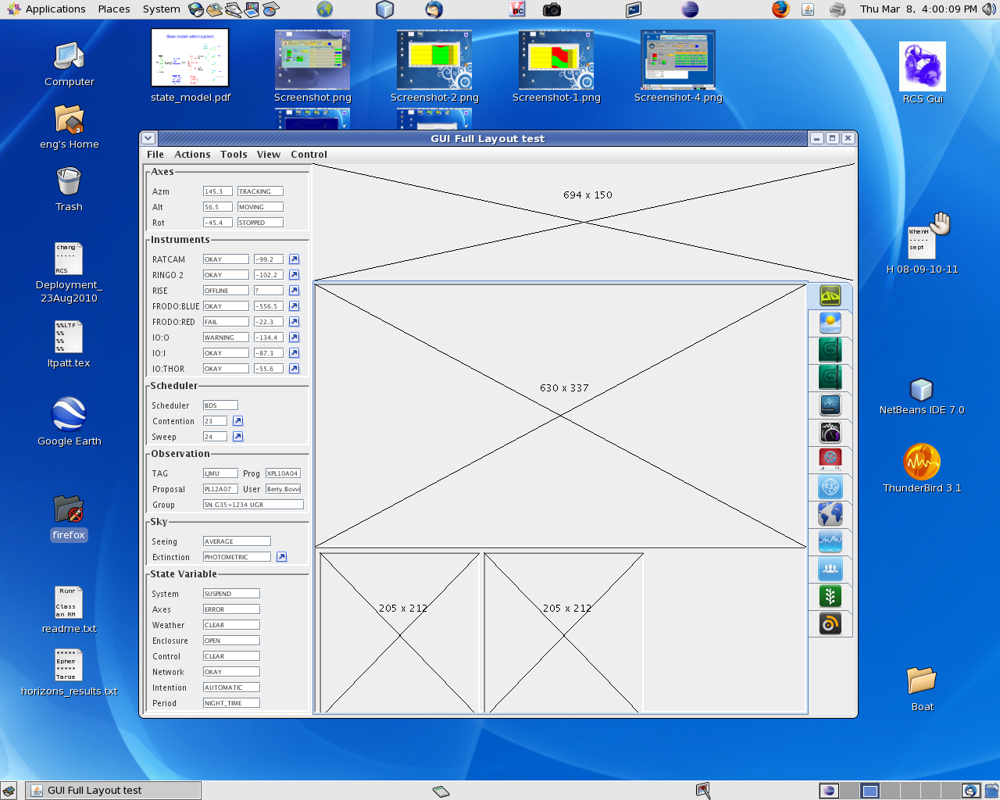 Applications Places System Thu Mar 8, 4:00:09 PM
Computer
eng's Home
Trash
chang
-----
RCS
Deployment_
23Aug2010
%%LTF
%%
%%
%%
ltpatt.tex
Google Earth
firefox
Runr
Class
an RM
readme.txt
*****
Ephem
*****
Targe
horizons_results.txt
State model within system
state_model.pdf
Screenshot.png
Screenshot-2.png
Screenshot-1.png
Screenshot-4.png
RCS Gui
WhenH
-----
sept
H 08-09-10-11
NetBeans IDE 7.0
ThunderBird 3.1
Boat
GUI Full Layout test
File Actions Tools View Control
Axes
Azm 145.3 TRACKING
Alt 56.5 MOVING
Rot -45.4 STOPPED
Instruments
RATCAM OKAY -99.2
RINGO 2 OKAY -102.2
RISE OFFLINE ?
FRODO:BLUE OKAY -556.5
FRODO:RED FAIL -22.3
IO:O WARNING -134.4
IO:I OKAY -87.3
IO:THOR OKAY -55.6
Scheduler
Scheduler BDS
Contention 23
Sweep 24
Observation
TAG LJMU Prog XPL10A04
Proposal PL12A07 User Berty.Bovvi
Group SN G35+1234 UGR
Sky
Seeing AVERAGE
Extinction PHOTOMETRIC
State Variable
System SUSPEND
Axes ERROR
Weather CLEAR
Enclosure OPEN
Control CLEAR
Network OKAY
Intention AUTOMATIC
Period NIGHT_TIME
694 x 150
630 x 337
205 x 212
205 x 212
GUI Full Layout test